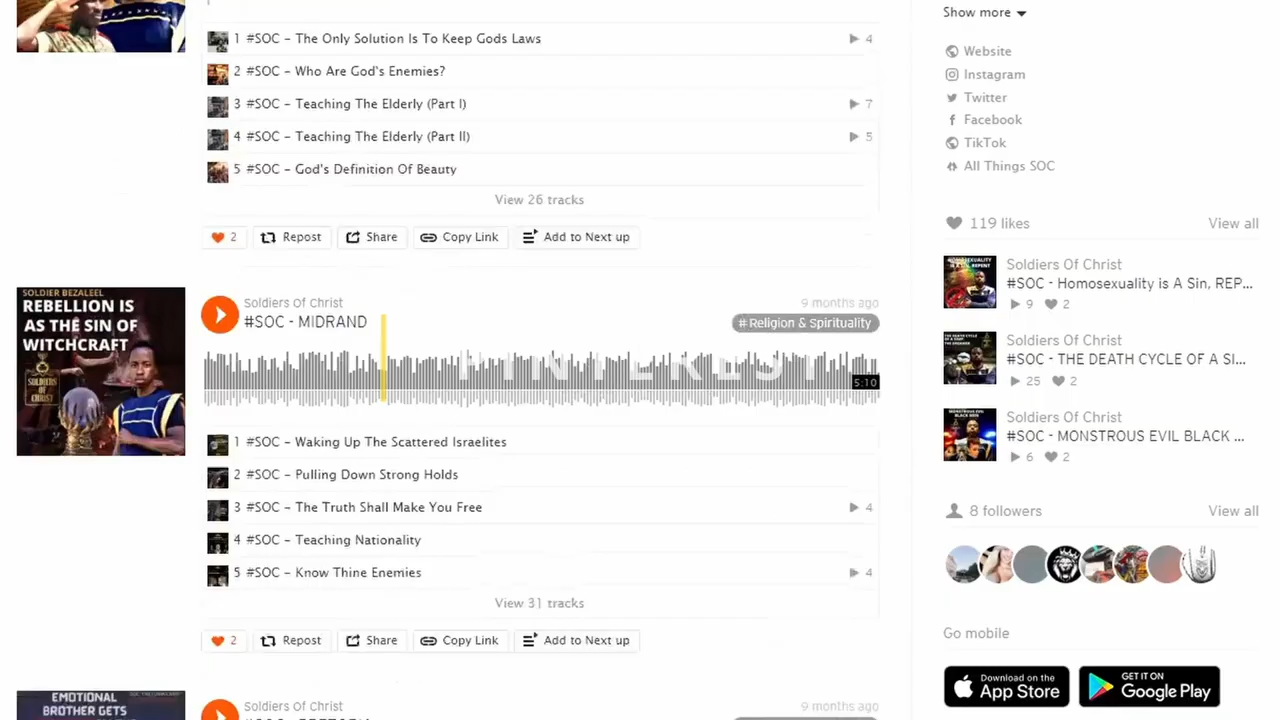 Show more
1 #SOC - The Only Solution Is To Keep Gods Laws 4
2 #SOC - Who Are God's Enemies?
3 #SOC - Teaching The Elderly (Part I) 7
4 #SOC - Teaching The Elderly (Part II) 5
5 #SOC - God's Definition Of Beauty
View 26 tracks
2 Repost Share Copy Link Add to Next up
Website
Instagram
Twitter
Facebook
TikTok
All Things SOC
119 likes View all
Soldiers Of Christ
#SOC - Homosexuality is A Sin, REP...
9 2
Soldiers Of Christ
#SOC - THE DEATH CYCLE OF A SI...
25 2
Soldiers Of Christ
#SOC - MONSTROUS EVIL BLACK ...
6 2
8 followers View all
Go mobile
Download on the
App Store
GET IT ON
Google Play
SOLDIER BEZALEEL
REBELLION IS
AS THE SIN OF
WITCHCRAFT
SOLDIERS
OF
CHRIST
Soldiers Of Christ 9 months ago
#SOC - MIDRAND # Religion & Spirituality
PINTEREST
5:10
1 #SOC - Waking Up The Scattered Israelites
2 #SOC - Pulling Down Strong Holds
3 #SOC - The Truth Shall Make You Free 4
4 #SOC - Teaching Nationality
5 #SOC - Know Thine Enemies 4
View 31 tracks
2 Repost Share Copy Link Add to Next up
EMOTIONAL
BROTHER GETS
Soldiers Of Christ 9 months ago